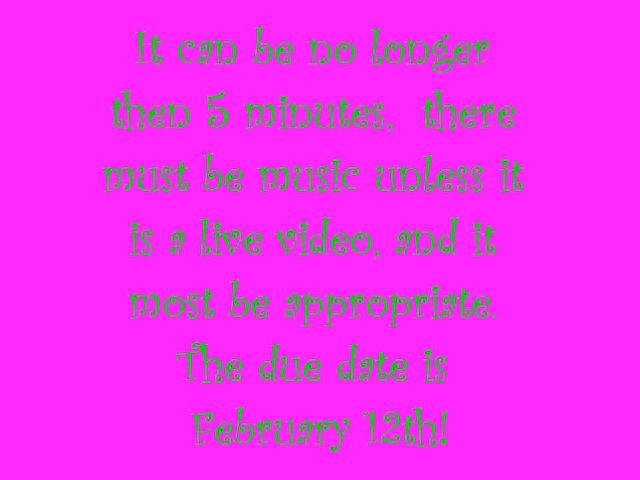 It can be no longer
then 5 minutes, there
must be music unless it
is a live video, and it
most be appropriate.
The due date is
February 12th!